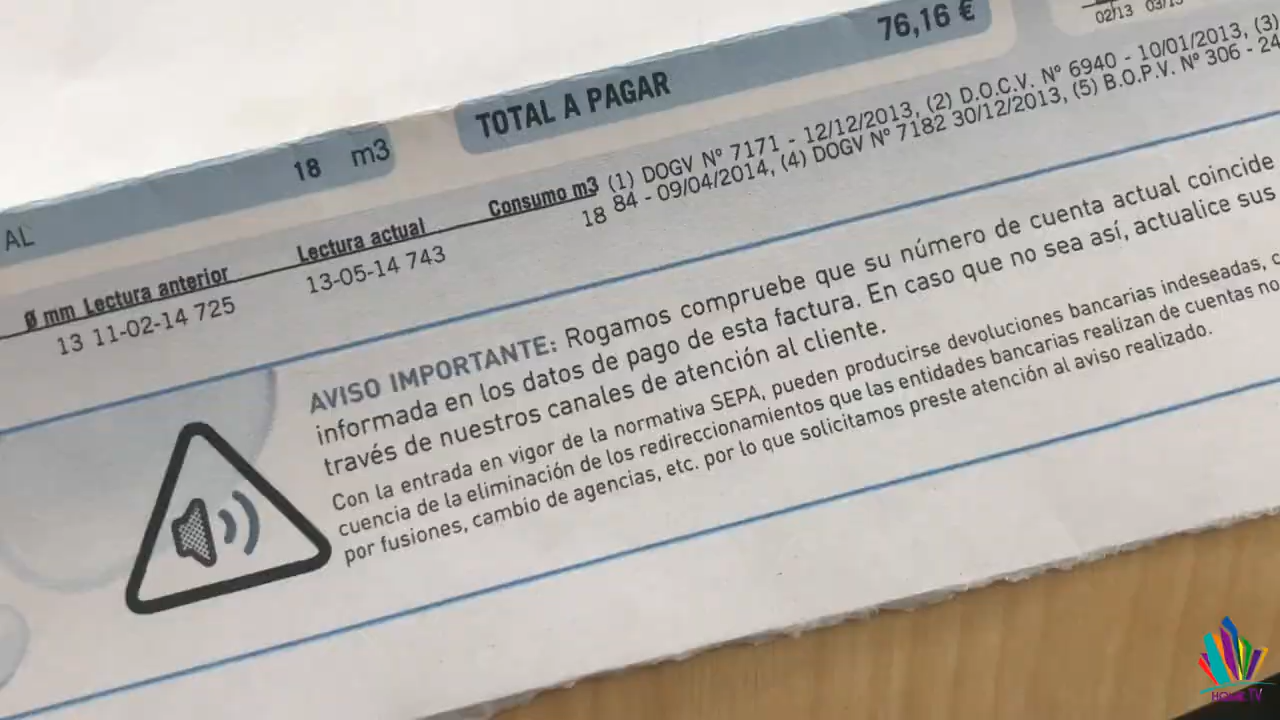 76,16 €
02/13 03/13
TOTAL A PAGAR
18 m3
AL
Ø mm Lectura anterior Lectura actual Consumo m3
13 11-02-14 725 13-05-14 743 18
(1) DOGV Nº 7171 - 12/12/2013, (2) D.O.C.V. Nº 6940 - 10/01/2013, (3)
84 - 09/04/2014, (4) DOGV Nº 7182 30/12/2013, (5) B.O.P.V. Nº 306 - 24
AVISO IMPORTANTE: Rogamos compruebe que su número de cuenta actual coincide
informada en los datos de pago de esta factura. En caso que no sea así, actualice sus
través de nuestros canales de atención al cliente.
Con la entrada en vigor de la normativa SEPA, pueden producirse devoluciones bancarias indeseadas, c
cuencia de la eliminación de los redireccionamientos que las entidades bancarias realizan de cuentas no
por fusiones, cambio de agencias, etc. por lo que solicitamos preste atención al aviso realizado.
HOME TV